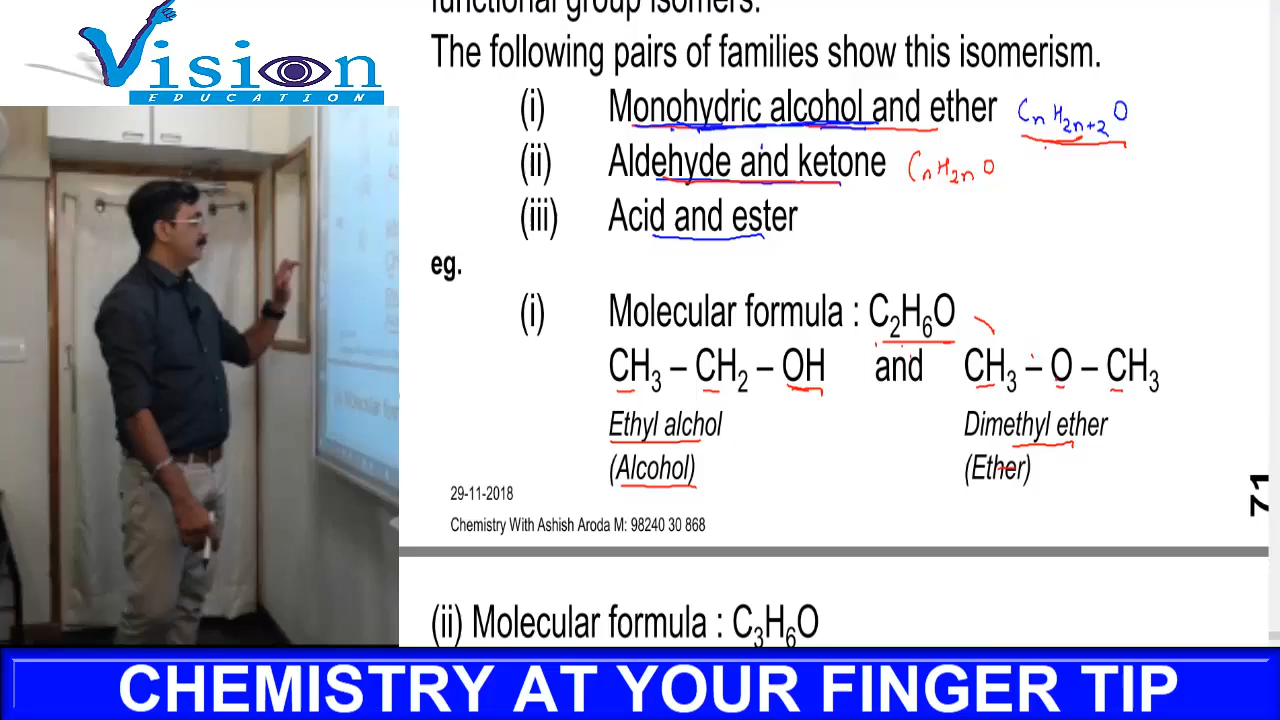 Vision
EDUCATION
functional group isomers.
The following pairs of families show this isomerism.
(i) Monohydric alcohol and ether CnH2n+2O
(ii) Aldehyde and ketone CnH2nO
(iii) Acid and ester
eg.
(i) Molecular formula : C2H6O
CH3 – CH2 – OH and CH3 – O – CH3
Ethyl alchol Dimethyl ether
(Alcohol) (Ether)
29-11-2018
Chemistry With Ashish Aroda M: 98240 30 868
71
(ii) Molecular formula : C3H6O
CHEMISTRY AT YOUR FINGER TIP